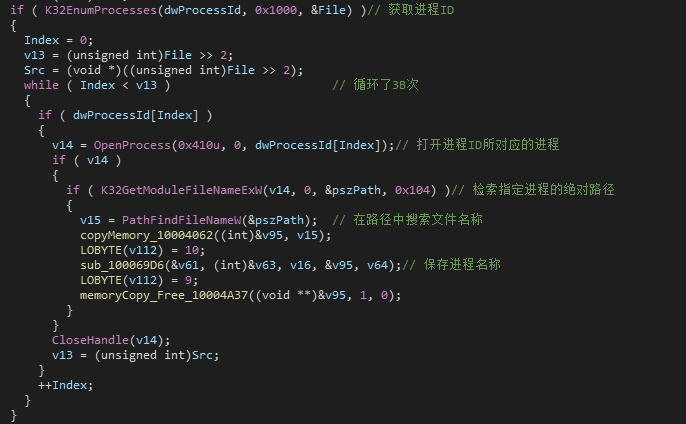 if ( K32EnumProcesses(dwProcessId, 0x1000, &File) )// 获取进程ID
{
Index = 0;
v13 = (unsigned int)File >> 2;
Src = (void *)((unsigned int)File >> 2);
while ( Index < v13 ) // 循环了3B次
{
if ( dwProcessId[Index] )
{
v14 = OpenProcess(0x410u, 0, dwProcessId[Index]);// 打开进程ID所对应的进程
if ( v14 )
{
if ( K32GetModuleFileNameExW(v14, 0, &pszPath, 0x104) )// 检索指定进程的绝对路径
{
v15 = PathFindFileNameW(&pszPath); // 在路径中搜索文件名称
copyMemory_10004062((int)&v95, v15);
LOBYTE(v112) = 10;
sub_100069D6(&v61, (int)&v63, v16, &v95, v64);// 保存进程名称
LOBYTE(v112) = 9;
memoryCopy_Free_10004A37((void **)&v95, 1, 0);
}
}
CloseHandle(v14);
v13 = (unsigned int)Src;
}
++Index;
}
}